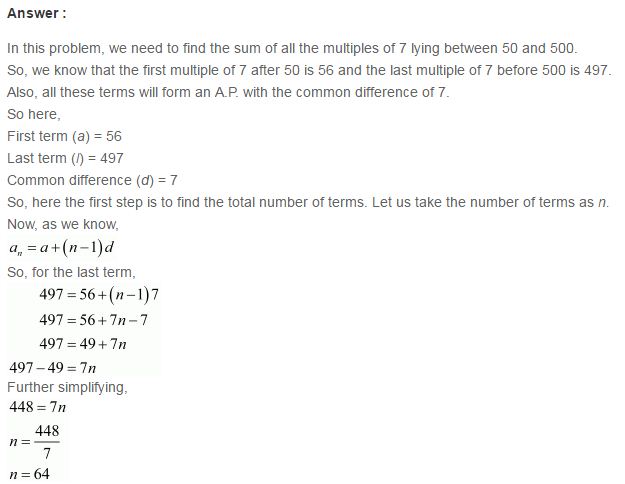 Answer :
In this problem, we need to find the sum of all the multiples of 7 lying between 50 and 500.
So, we know that the first multiple of 7 after 50 is 56 and the last multiple of 7 before 500 is 497.
Also, all these terms will form an A.P. with the common difference of 7.
So here,
First term (a) = 56
Last term (l) = 497
Common difference (d) = 7
So, here the first step is to find the total number of terms. Let us take the number of terms as n.
Now, as we know,
aₙ = a+(n−1)d
So, for the last term,
497 = 56+(n−1)7
497 = 56+7n−7
497 = 49+7n
497−49 = 7n
Further simplifying,
448 = 7n
n = 448/7
n = 64